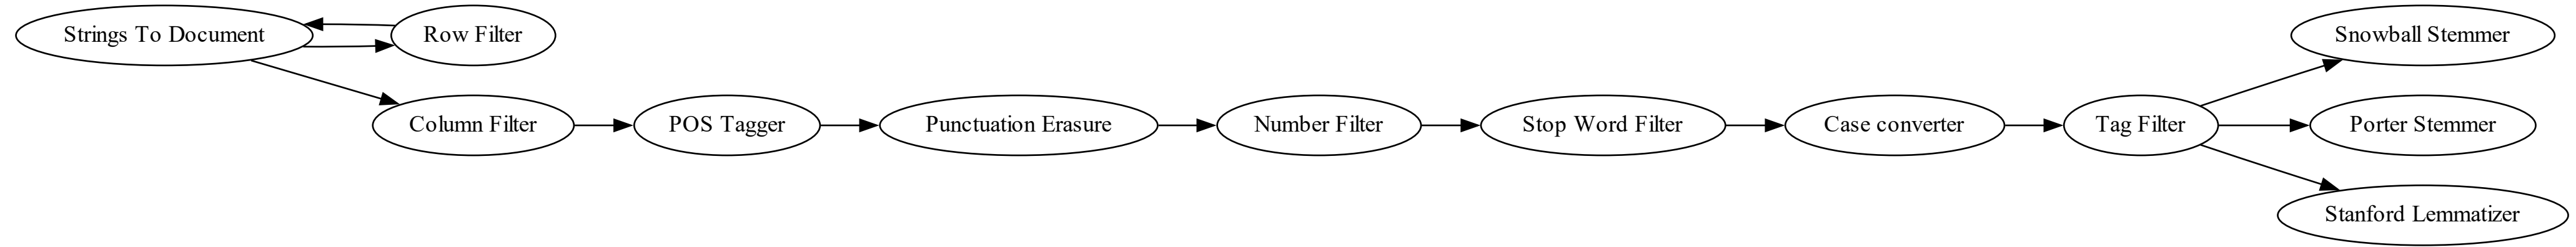 Strings To Document
Row Filter
Column Filter
POS Tagger
Punctuation Erasure
Number Filter
Stop Word Filter
Case converter
Tag Filter
Snowball Stemmer
Porter Stemmer
Stanford Lemmatizer